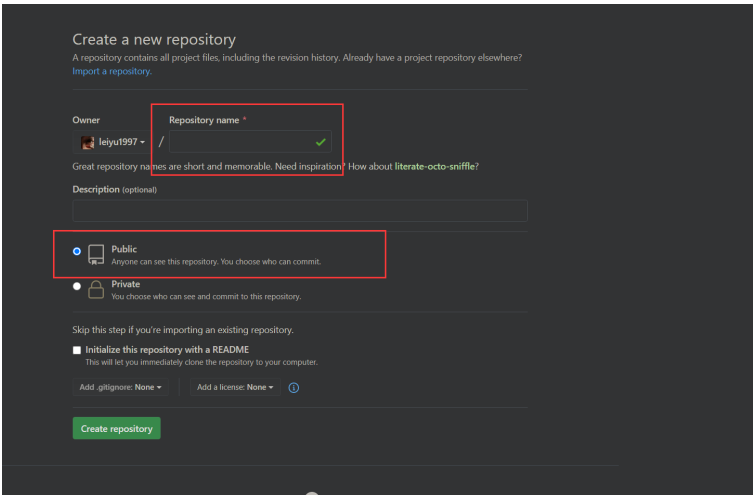 Create a new repository
A repository contains all project files, including the revision history. Already have a project repository elsewhere?
Import a repository.
Owner
Repository name *
leiyu1997
/
Great repository names are short and memorable. Need inspiration? How about literate-octo-sniffle?
Description (optional)
Public
Anyone can see this repository. You choose who can commit.
Private
You choose who can see and commit to this repository.
Skip this step if you're importing an existing repository.
Initialize this repository with a README
This will let you immediately clone the repository to your computer.
Add .gitignore: None
Add a license: None
Create repository